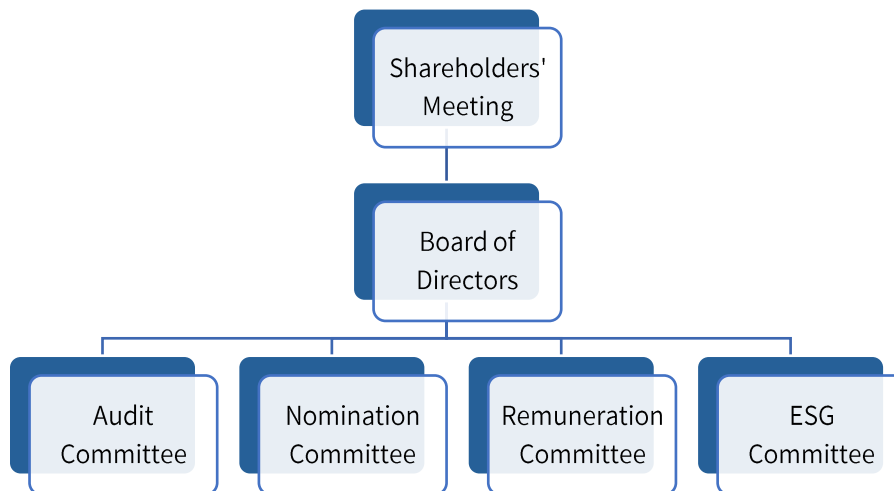 Shareholders'
Meeting
Board of
Directors
Audit
Committee
Nomination
Committee
Remuneration
Committee
ESG
Committee